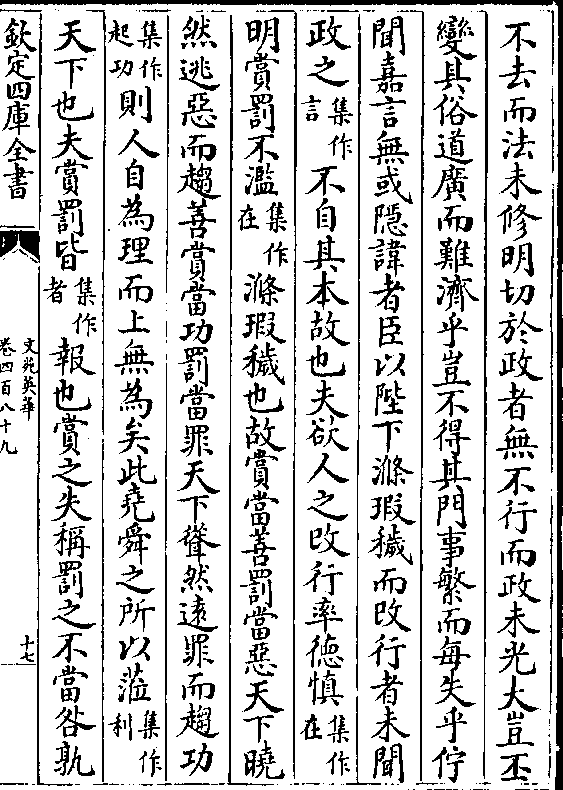 不去而法未修明切於政者無不行而政未光大豈丕
變其俗道廣而難濟乎豈不得其門事繁而每失乎佇
聞嘉言無或隱諱者臣以陛下滌瑕穢而改行者未聞
政之集作言不自其本故也夫欲人之改行率徳慎集作在
明賞罰不濫集作在滌瑕穢也故賞當善罰當惡天下曉
然逃惡而趨善賞當功罰當罪天下聳然逺罪而趨功
集作起功則人自為理而上無為矣此堯舜之所以蒞集作利
天下也夫賞罰皆集作者報也賞之失稱罰之不當咎孰
欽定四庫全書
文苑英華
卷四百八十九
十七